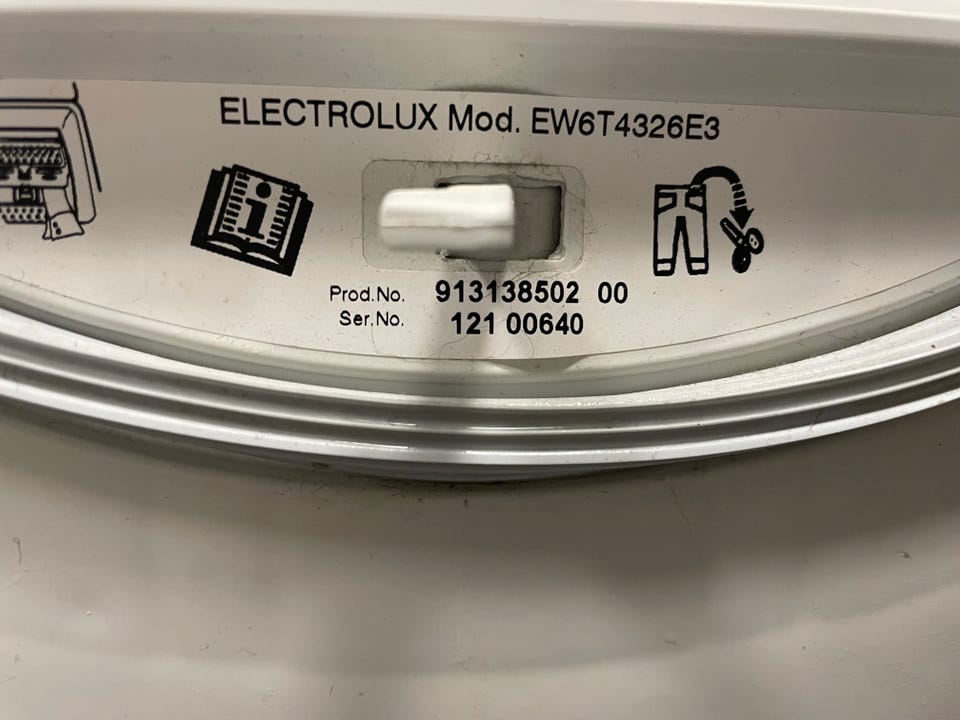 ELECTROLUX Mod. EW6T4326E3
Prod.No. 913138502 00
Ser.No. 121 00640